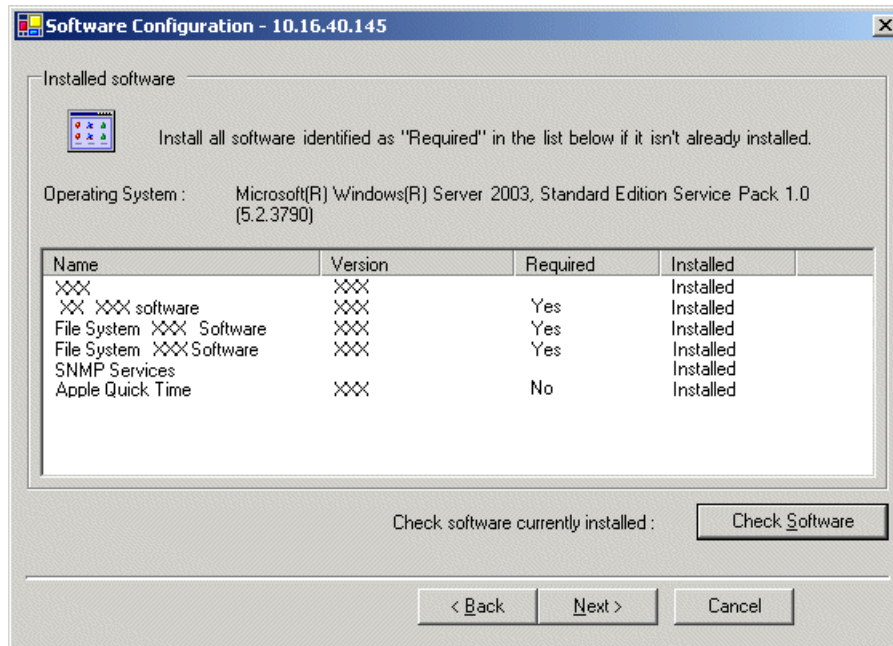 Software Configuration - 10.16.40.145
Installed software
Install all software identified as "Required" in the list below if it isn't already installed.
Operating System : Microsoft(R) Windows(R) Server 2003, Standard Edition Service Pack 1.0
(5.2.3790)
Name Version Required Installed
XXX XXX Installed
XX XXX software XXX Yes Installed
File System XXX Software XXX Yes Installed
File System XXX Software XXX Yes Installed
SNMP Services Installed
Apple Quick Time XXX No Installed
Check software currently installed : Check Software
< Back Next > Cancel